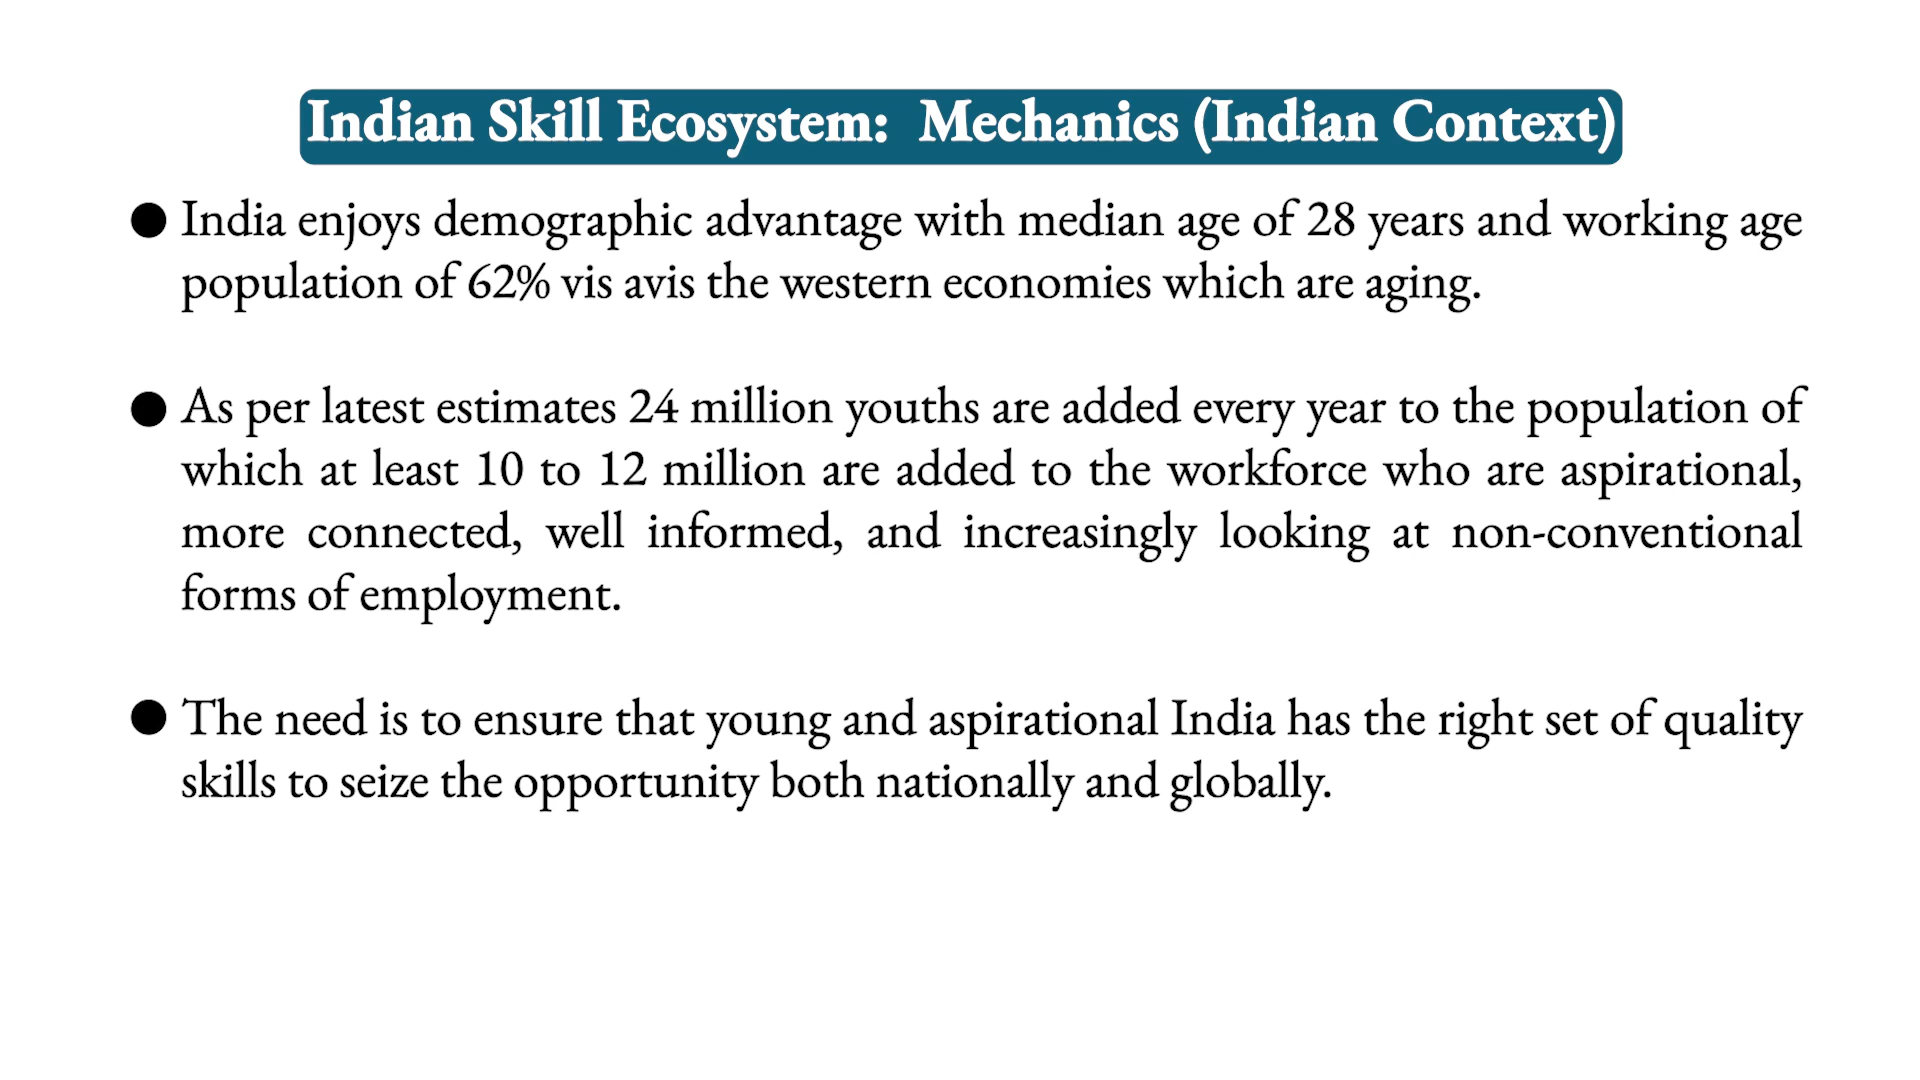 Indian Skill Ecosystem:  Mechanics (Indian Context)
● India enjoys demographic advantage with median age of 28 years and working age
population of 62% vis avis the western economies which are aging.
● As per latest estimates 24 million youths are added every year to the population of
which at least 10 to 12 million are added to the workforce who are aspirational,
more connected, well informed, and increasingly looking at non-conventional
forms of employment.
● The need is to ensure that young and aspirational India has the right set of quality
skills to seize the opportunity both nationally and globally.